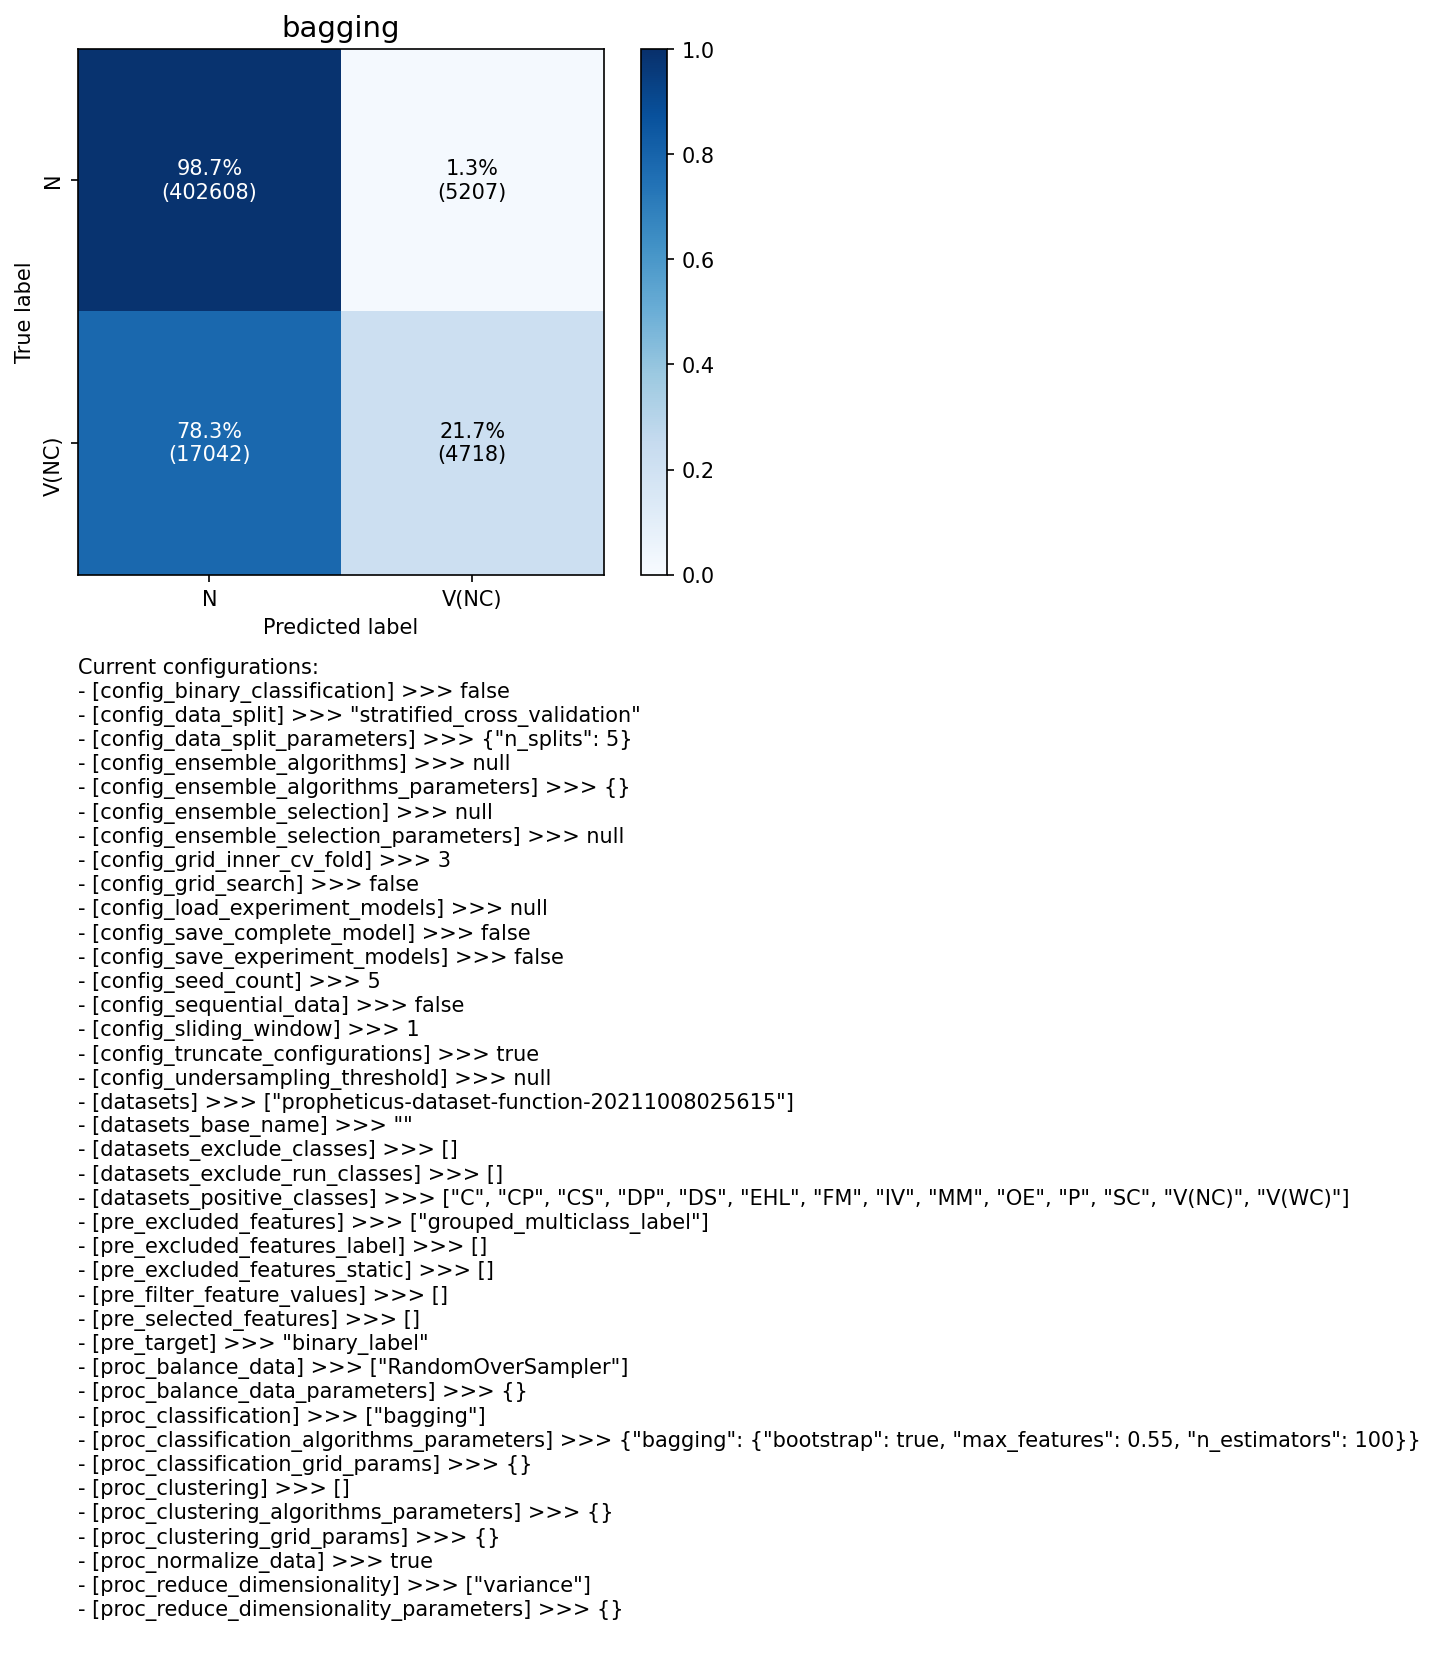 bagging
98.7%
(402608)
1.3%
(5207)
78.3%
(17042)
21.7%
(4718)
True label
N
V(NC)
N
V(NC)
Predicted label
1.0
0.8
0.6
0.4
0.2
0.0
Current configurations:
- [config_binary_classification] >>> false
- [config_data_split] >>> "stratified_cross_validation"
- [config_data_split_parameters] >>> {"n_splits": 5}
- [config_ensemble_algorithms] >>> null
- [config_ensemble_algorithms_parameters] >>> {}
- [config_ensemble_selection] >>> null
- [config_ensemble_selection_parameters] >>> null
- [config_grid_inner_cv_fold] >>> 3
- [config_grid_search] >>> false
- [config_load_experiment_models] >>> null
- [config_save_complete_model] >>> false
- [config_save_experiment_models] >>> false
- [config_seed_count] >>> 5
- [config_sequential_data] >>> false
- [config_sliding_window] >>> 1
- [config_truncate_configurations] >>> true
- [config_undersampling_threshold] >>> null
- [datasets] >>> ["propheticus-dataset-function-20211008025615"]
- [datasets_base_name] >>> ""
- [datasets_exclude_classes] >>> []
- [datasets_exclude_run_classes] >>> []
- [datasets_positive_classes] >>> ["C", "CP", "CS", "DP", "DS", "EHL", "FM", "IV", "MM", "OE", "P", "SC", "V(NC)", "V(WC)"]
- [pre_excluded_features] >>> ["grouped_multiclass_label"]
- [pre_excluded_features_label] >>> []
- [pre_excluded_features_static] >>> []
- [pre_filter_feature_values] >>> []
- [pre_selected_features] >>> []
- [pre_target] >>> "binary_label"
- [proc_balance_data] >>> ["RandomOverSampler"]
- [proc_balance_data_parameters] >>> {}
- [proc_classification] >>> ["bagging"]
- [proc_classification_algorithms_parameters] >>> {"bagging": {"bootstrap": true, "max_features": 0.55, "n_estimators": 100}}
- [proc_classification_grid_params] >>> {}
- [proc_clustering] >>> []
- [proc_clustering_algorithms_parameters] >>> {}
- [proc_clustering_grid_params] >>> {}
- [proc_normalize_data] >>> true
- [proc_reduce_dimensionality] >>> ["variance"]
- [proc_reduce_dimensionality_parameters] >>> {}